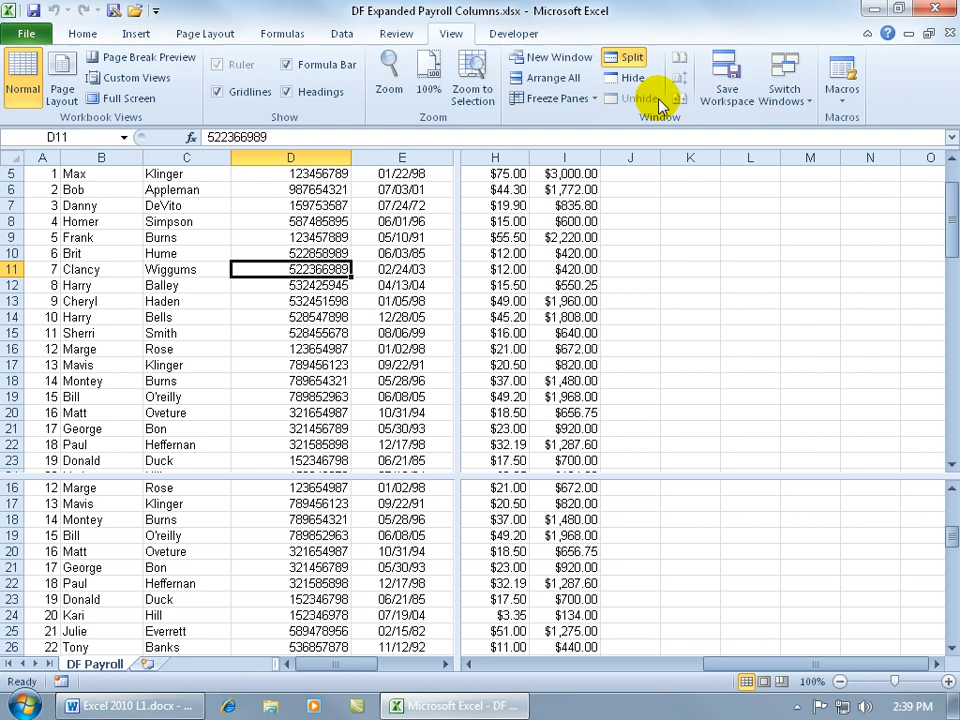 DF Expanded Payroll Columns.xlsx - Microsoft Excel
File Home Insert Page Layout Formulas Data Review View Developer
Normal Page Layout Page Break Preview Custom Views Full Screen
Workbook Views
Ruler Formula Bar
Gridlines Headings
Show
Zoom 100% Zoom to Selection
Zoom
New Window Split
Arrange All Hide
Freeze Panes Unhide
Window
Save Workspace Switch Windows
Macros
Macros
D11 fx 522366989
A B C D E H I J K L M N O
5 1 Max Klinger 123456789 01/22/98 $75.00 $3,000.00
6 2 Bob Appleman 987654321 07/03/01 $44.30 $1,772.00
7 3 Danny DeVito 159753587 07/24/72 $19.90 $835.80
8 4 Homer Simpson 587485895 06/01/96 $15.00 $600.00
9 5 Frank Burns 123457889 05/10/91 $55.50 $2,220.00
10 6 Brit Hume 522858989 06/03/85 $12.00 $420.00
11 7 Clancy Wiggums 522366989 02/24/03 $12.00 $420.00
12 8 Harry Balley 532425945 04/13/04 $15.50 $550.25
13 9 Cheryl Haden 532451598 01/05/98 $49.00 $1,960.00
14 10 Harry Bells 528547898 12/28/05 $45.20 $1,808.00
15 11 Sherri Smith 528455678 08/06/99 $16.00 $640.00
16 12 Marge Rose 123654987 01/02/98 $21.00 $672.00
17 13 Mavis Klinger 789456123 09/22/91 $20.50 $820.00
18 14 Montey Burns 789654321 05/28/96 $37.00 $1,480.00
19 15 Bill O'reilly 789852963 06/08/05 $49.20 $1,968.00
20 16 Matt Oveture 321654987 10/31/94 $18.50 $656.75
21 17 George Bon 321456789 05/30/93 $23.00 $920.00
22 18 Paul Heffernan 321585898 12/17/98 $32.19 $1,287.60
23 19 Donald Duck 152346798 06/21/85 $17.50 $700.00
16 12 Marge Rose 123654987 01/02/98 $21.00 $672.00
17 13 Mavis Klinger 789456123 09/22/91 $20.50 $820.00
18 14 Montey Burns 789654321 05/28/96 $37.00 $1,480.00
19 15 Bill O'reilly 789852963 06/08/05 $49.20 $1,968.00
20 16 Matt Oveture 321654987 10/31/94 $18.50 $656.75
21 17 George Bon 321456789 05/30/93 $23.00 $920.00
22 18 Paul Heffernan 321585898 12/17/98 $32.19 $1,287.60
23 19 Donald Duck 152346798 06/21/85 $17.50 $700.00
24 20 Kari Hill 152346978 07/19/04 $3.35 $134.00
25 21 Julie Everrett 589478956 02/15/82 $51.00 $1,275.00
26 22 Tony Banks 536857878 11/12/92 $11.00 $440.00
DF Payroll
Ready 100%
Excel 2010 L1.docx - ... Microsoft Excel - DF ... 2:39 PM